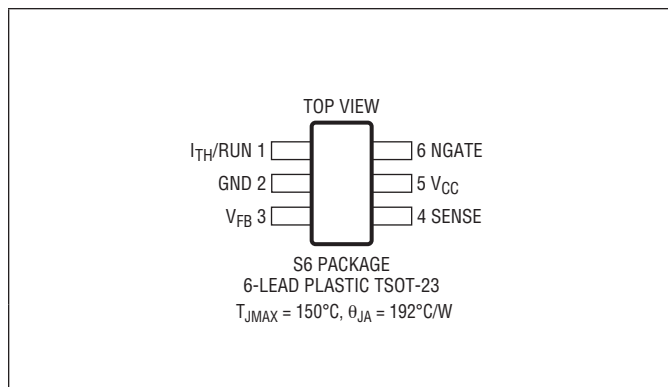 TOP VIEW
ITH/RUN 1
GND 2
VFB 3
6 NGATE
5 VCC
4 SENSE
S6 PACKAGE
6-LEAD PLASTIC TSOT-23
TJMAX = 150°C, θJA = 192°C/W